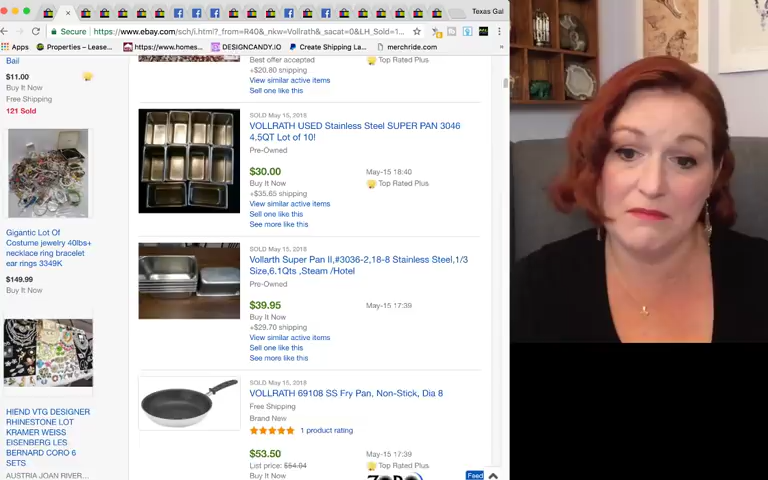 Texas Gal
Secure
https://www.ebay.com/sch/i.html?_from=R40&_nkw=Vollrath&_sacat=0&LH_Sold=1...
Apps
Properties – Lease...
https://www.homes...
DESIGNCANDY.IO
Create Shipping La...
merchride.com
»
Bail
$11.00
Buy It Now
Free Shipping
121 Sold
Gigantic Lot Of
Costume jewelry 40lbs+
necklace ring bracelet
ear rings 3349K
$149.99
Buy It Now
HIEND VTG DESIGNER
RHINESTONE LOT
KRAMER WEISS
EISENBERG LES
BERNARD CORO 6
SETS
AUSTRIA JOAN RIVER...
Best offer accepted
Top Rated Plus
+$20.80 shipping
View similar active items
Sell one like this
SOLD May 15, 2018
VOLLRATH USED Stainless Steel SUPER PAN 3046
4.5QT Lot of 10!
Pre-Owned
$30.00
May-15 18:40
Buy It Now
Top Rated Plus
+$35.65 shipping
View similar active items
Sell one like this
See more like this
SOLD May 15, 2018
Vollarth Super Pan II,#3036-2,18-8 Stainless Steel,1/3
Size,6.1Qts ,Steam /Hotel
Pre-Owned
$39.95
May-15 17:39
Buy It Now
+$29.70 shipping
View similar active items
Sell one like this
See more like this
SOLD May 15, 2018
VOLLRATH 69108 SS Fry Pan, Non-Stick, Dia 8
Free Shipping
Brand New
1 product rating
$53.50
May-15 17:39
List price: $54.04
Top Rated Plus
Buy It Now
ZORO
Feed